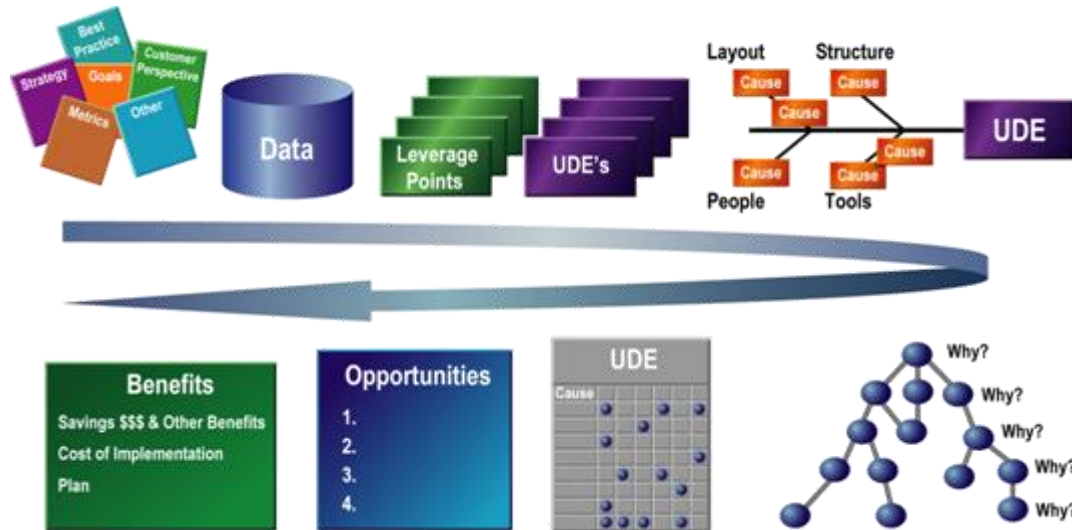 Best
Practice
Customer
Perspective
Strategy
Goals
Metrics
Other
Data
Leverage
Points
UDE's
Layout
Structure
Cause
Cause
Cause
Cause
Cause
Cause
People
Tools
UDE
Benefits
Savings $$$ & Other Benefits
Cost of Implementation
Plan
Opportunities
1.
2.
3.
4.
UDE
Cause
Why?
Why?
Why?
Why?
Why?